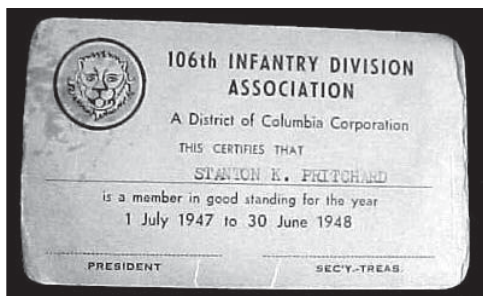 106th INFANTRY DIVISION
ASSOCIATION
A District of Columbia Corporation
THIS CERTIFIES THAT
STANTON K. PRITCHARD
is a member in good standing for the year
1 July 1947 to 30 June 1948
PRESIDENT SEC'Y.-TREAS.